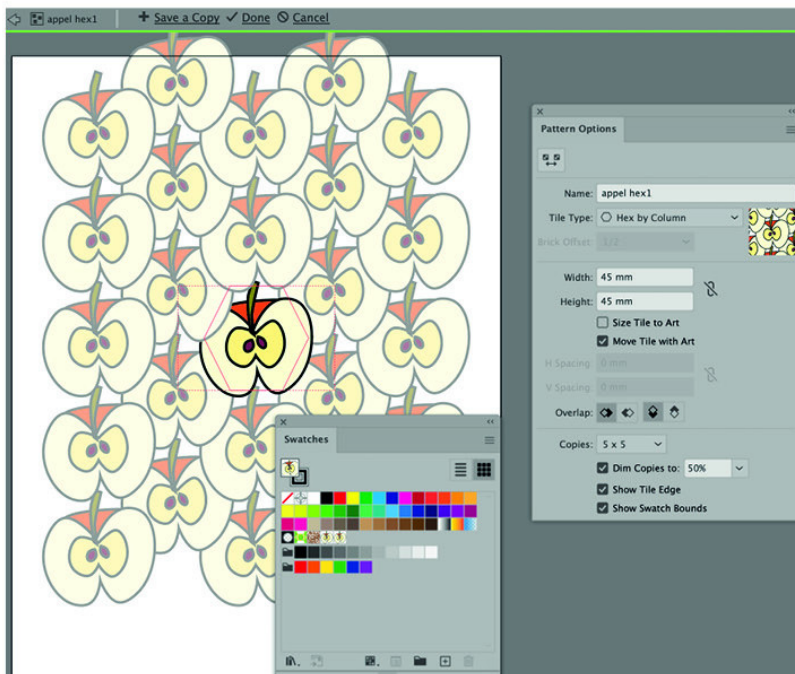 appel hex1 Save a Copy Done Cancel
Pattern Options
Name: appel hex1
Tile Type: Hex by Column
Brick Offset: 1/2
Width: 45 mm
Height: 45 mm
Size Tile to Art
Move Tile with Art
H Spacing: 0 mm
V Spacing: 0 mm
Overlap:
Copies: 5 x 5
Dim Copies to: 50%
Show Tile Edge
Show Swatch Bounds
Swatches